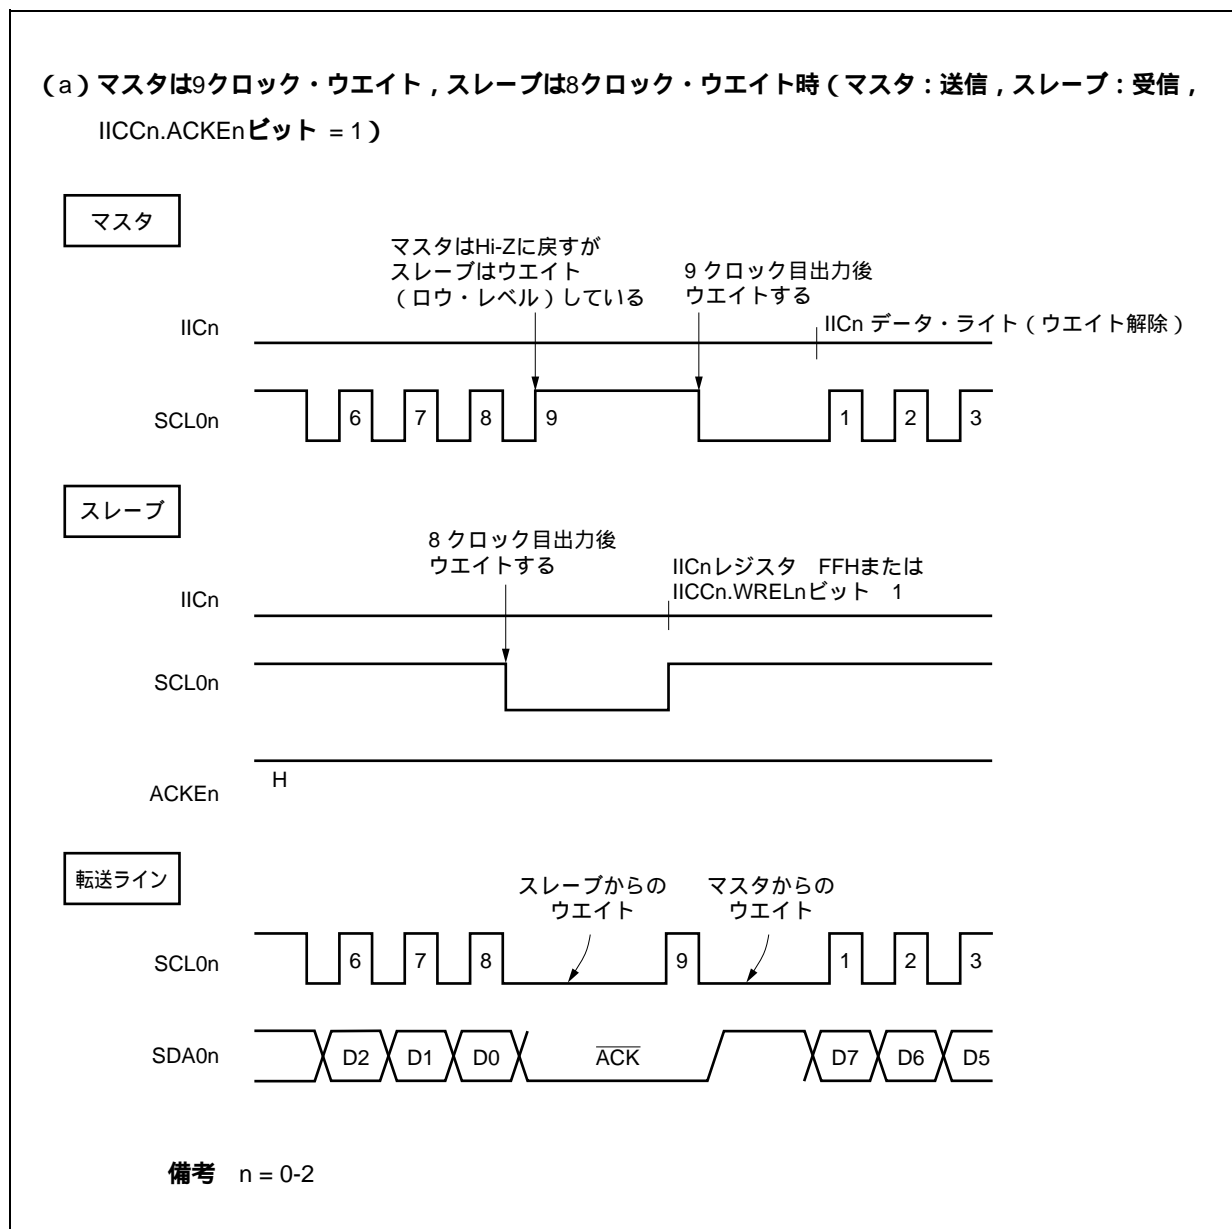 （a）マスタは9クロック・ウエイト，スレーブは8クロック・ウエイト時（マスタ：送信，スレーブ：受信，
IICCn.ACKEnビット = 1）
マスタ
マスタはHi-Zに戻すが
スレーブはウエイト
（ロウ・レベル）している
9 クロック目出力後
ウエイトする
IICn
IICn データ・ライト（ウエイト解除）
SCL0n
6 7 8 9 1 2 3
スレーブ
8 クロック目出力後
ウエイトする
IICnレジスタ　FFHまたは
IICCn.WRELnビット　1
IICn
SCL0n
H
ACKEn
転送ライン
スレーブからの
ウエイト
マスタからの
ウエイト
SCL0n
6 7 8 9 1 2 3
SDA0n
D2 D1 D0 ACK D7 D6 D5
備考　n = 0-2